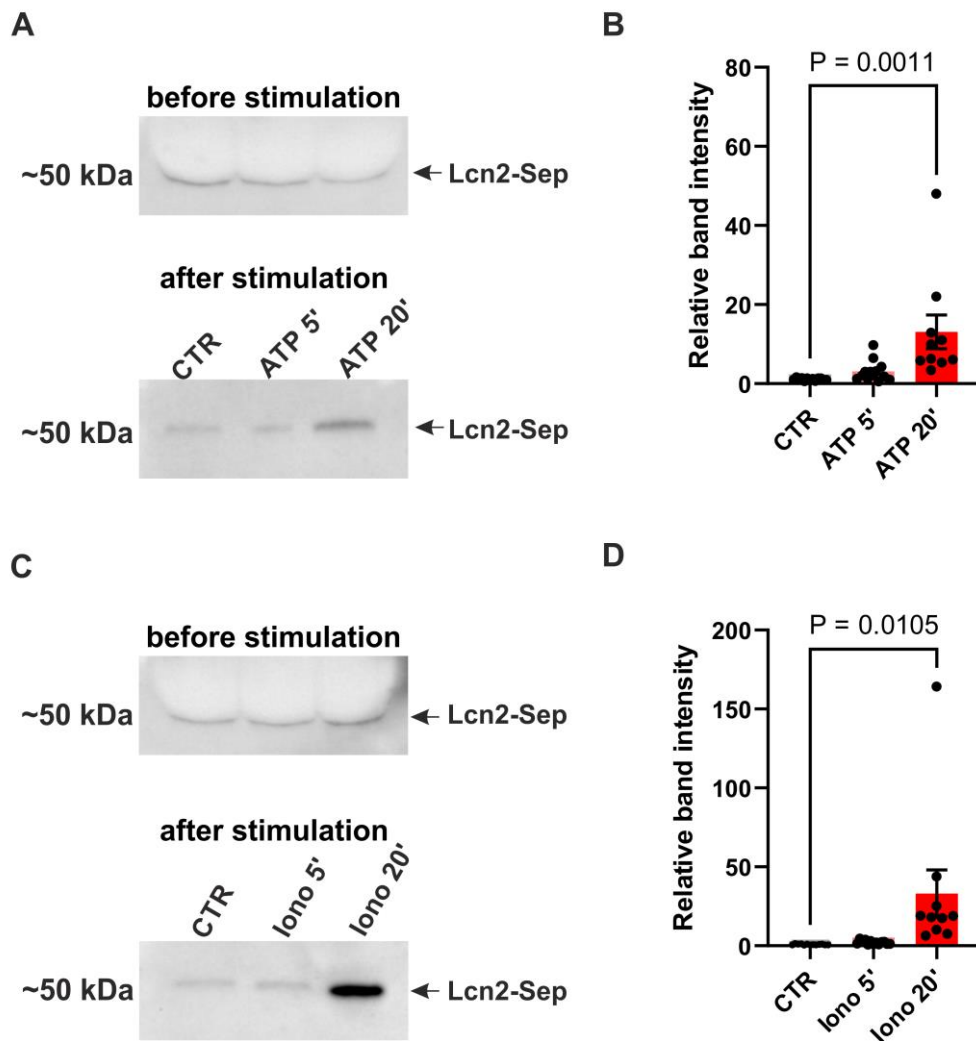 A
before stimulation
~50 kDa
Lcn2-Sep
after stimulation
CTR
ATP 5'
ATP 20'
~50 kDa
Lcn2-Sep
B
P = 0.0011
80
60
40
20
0
Relative band intensity
CTR
ATP 5'
ATP 20'
C
before stimulation
~50 kDa
Lcn2-Sep
after stimulation
CTR
Iono 5'
Iono 20'
~50 kDa
Lcn2-Sep
D
P = 0.0105
200
150
100
50
0
Relative band intensity
CTR
Iono 5'
Iono 20'